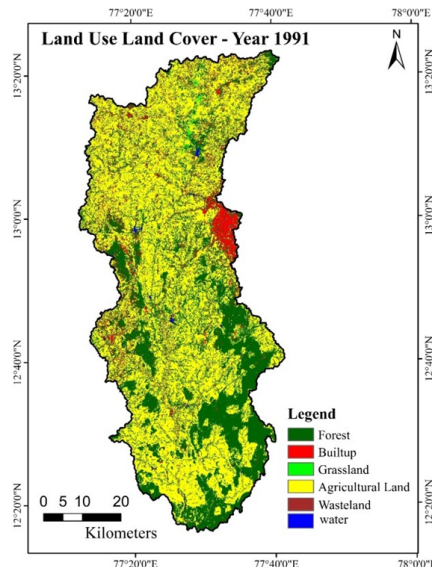 77°20'0"E 77°40'0"E 78°0'0"E
Land Use Land Cover - Year 1991
N
13°20'0"N 13°20'0"N
13°0'0"N 13°0'0"N
12°40'0"N 12°40'0"N
Legend
Forest
Builtup
Grassland
Agricultural Land
Wasteland
water
12°20'0"N 12°20'0"N
0 5 10 20
Kilometers
77°20'0"E 77°40'0"E 78°0'0"E